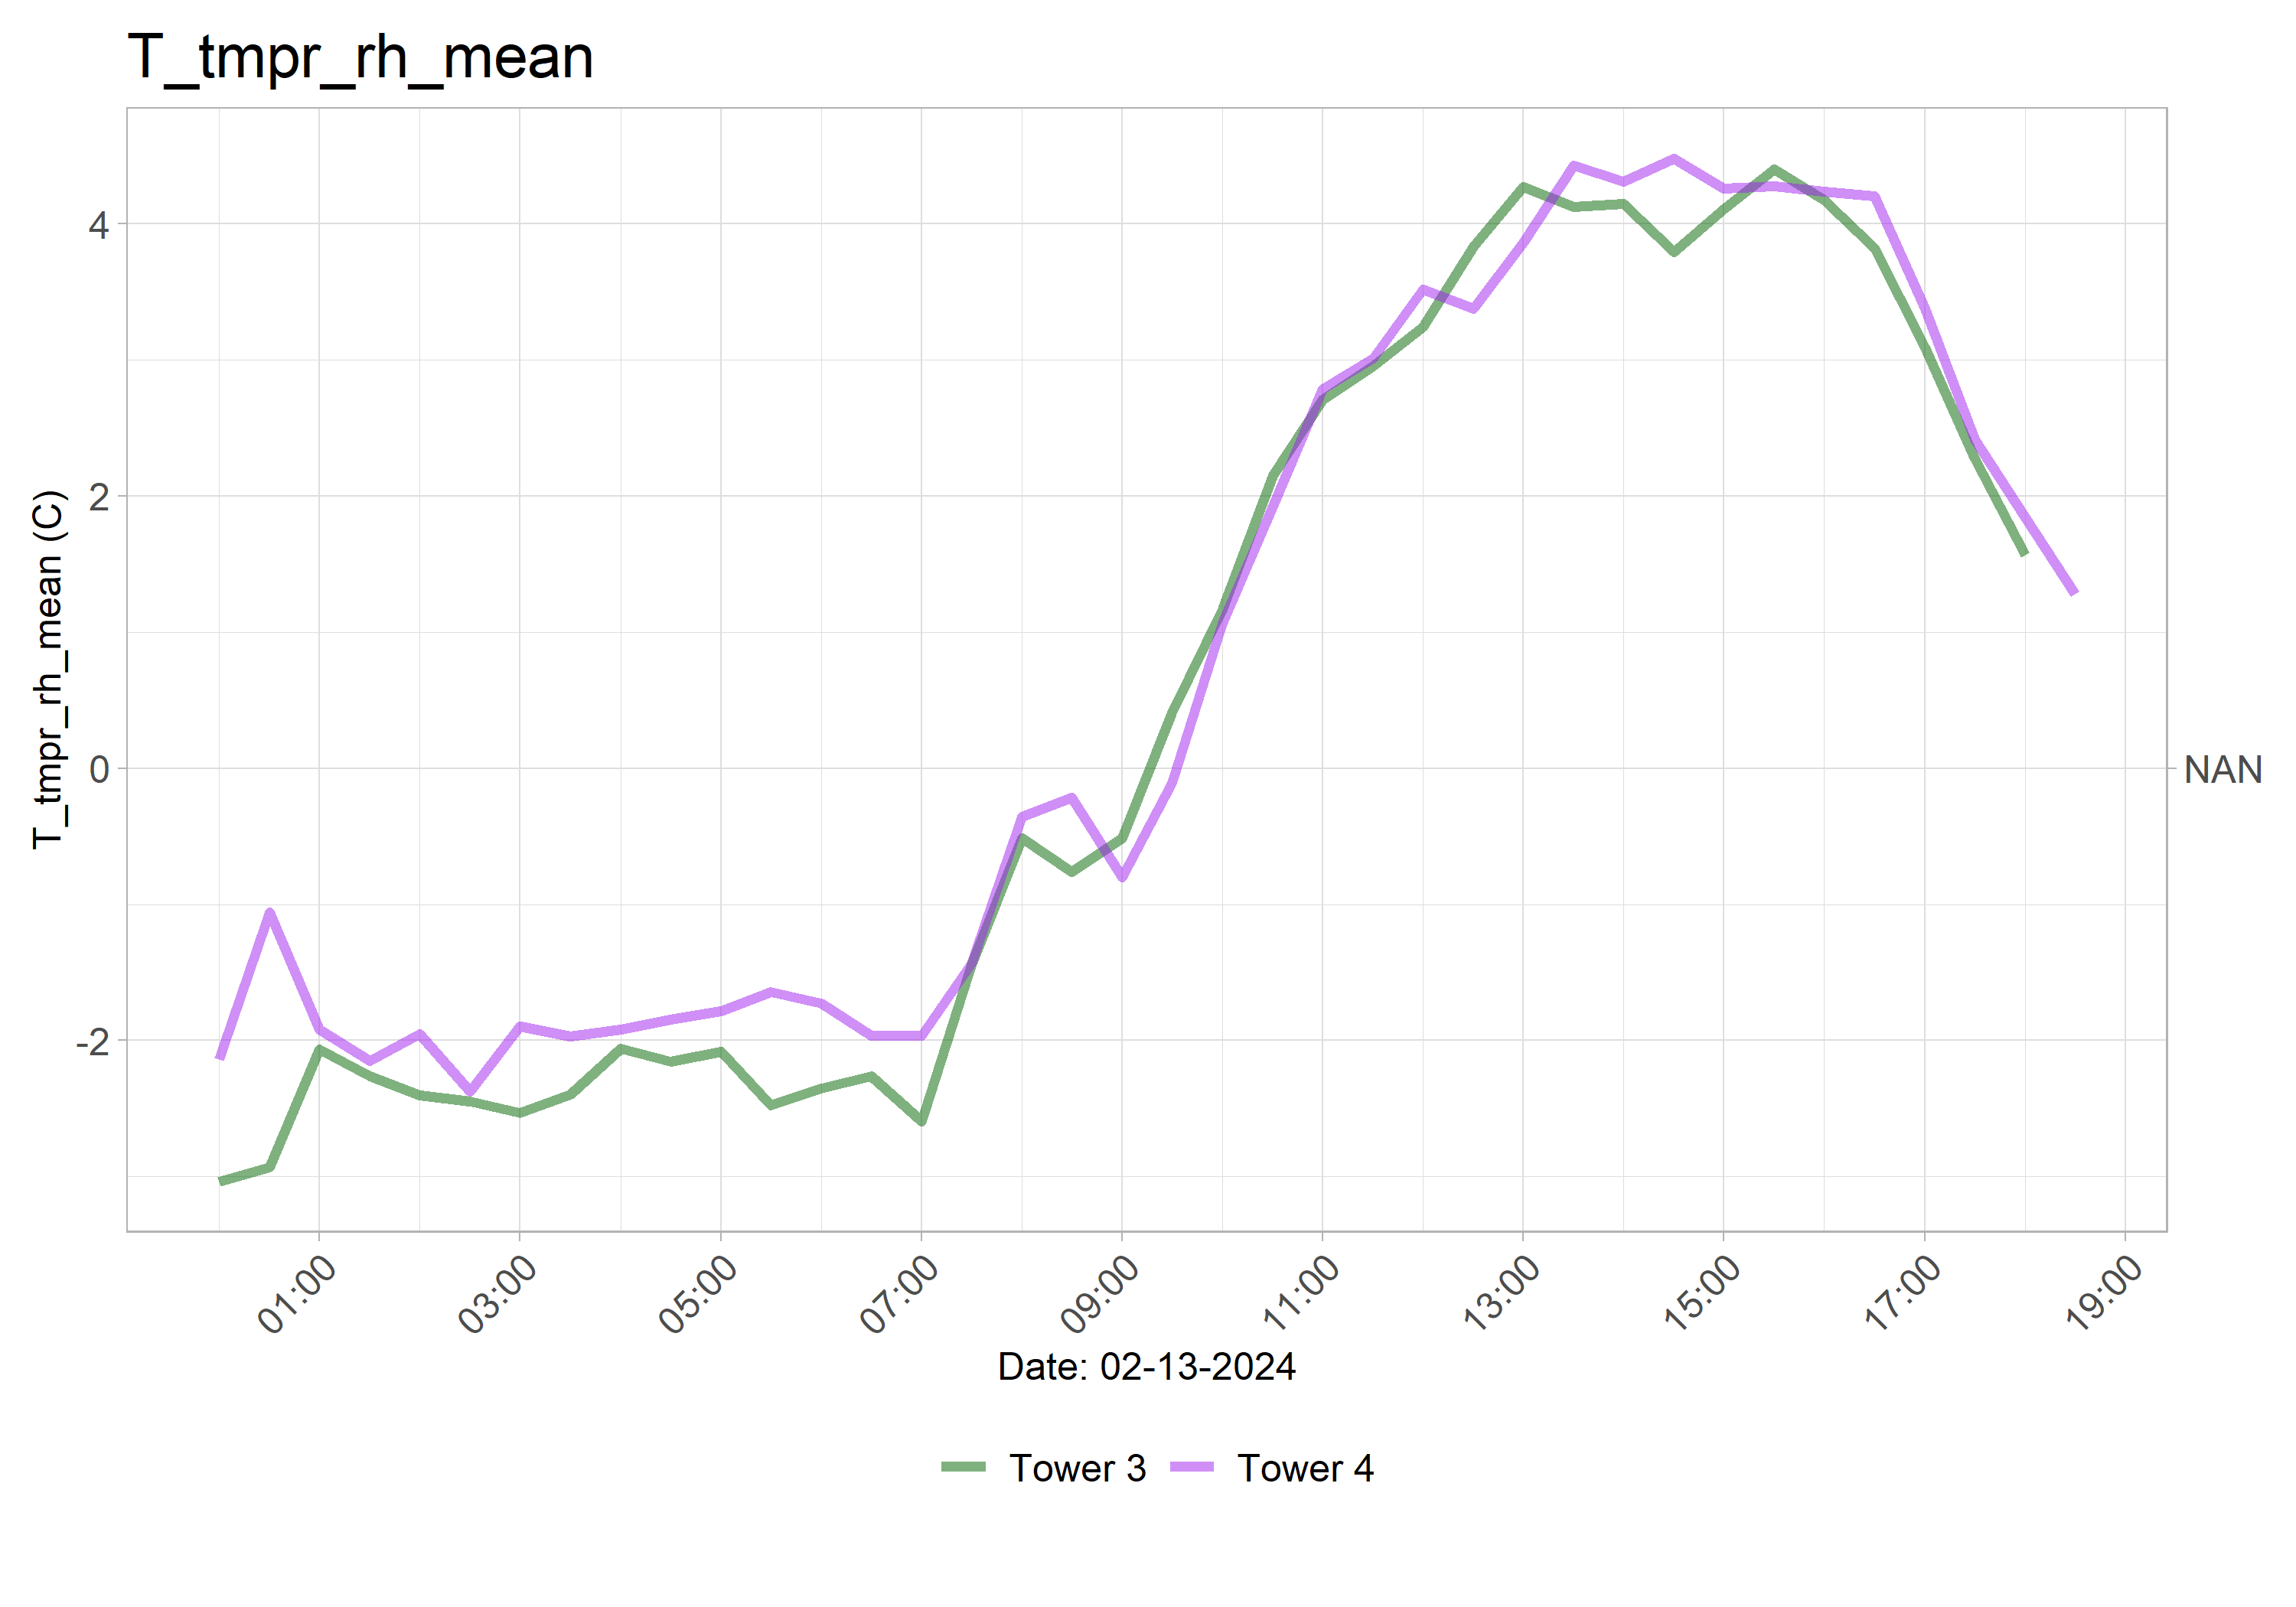 T_tmpr_rh_mean
T_tmpr_rh_mean (C)
4
2
0
-2
NAN
01:00 03:00 05:00 07:00 09:00 11:00 13:00 15:00 17:00 19:00
Date: 02-13-2024
Tower 3 Tower 4